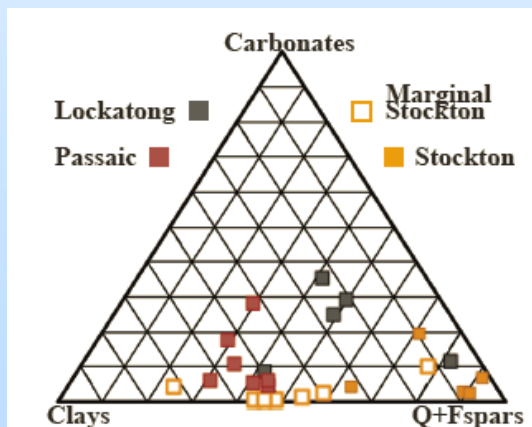 Carbonates
Lockatong
Marginal
Stockton
Passaic
Stockton
Clays
Q+Fspars